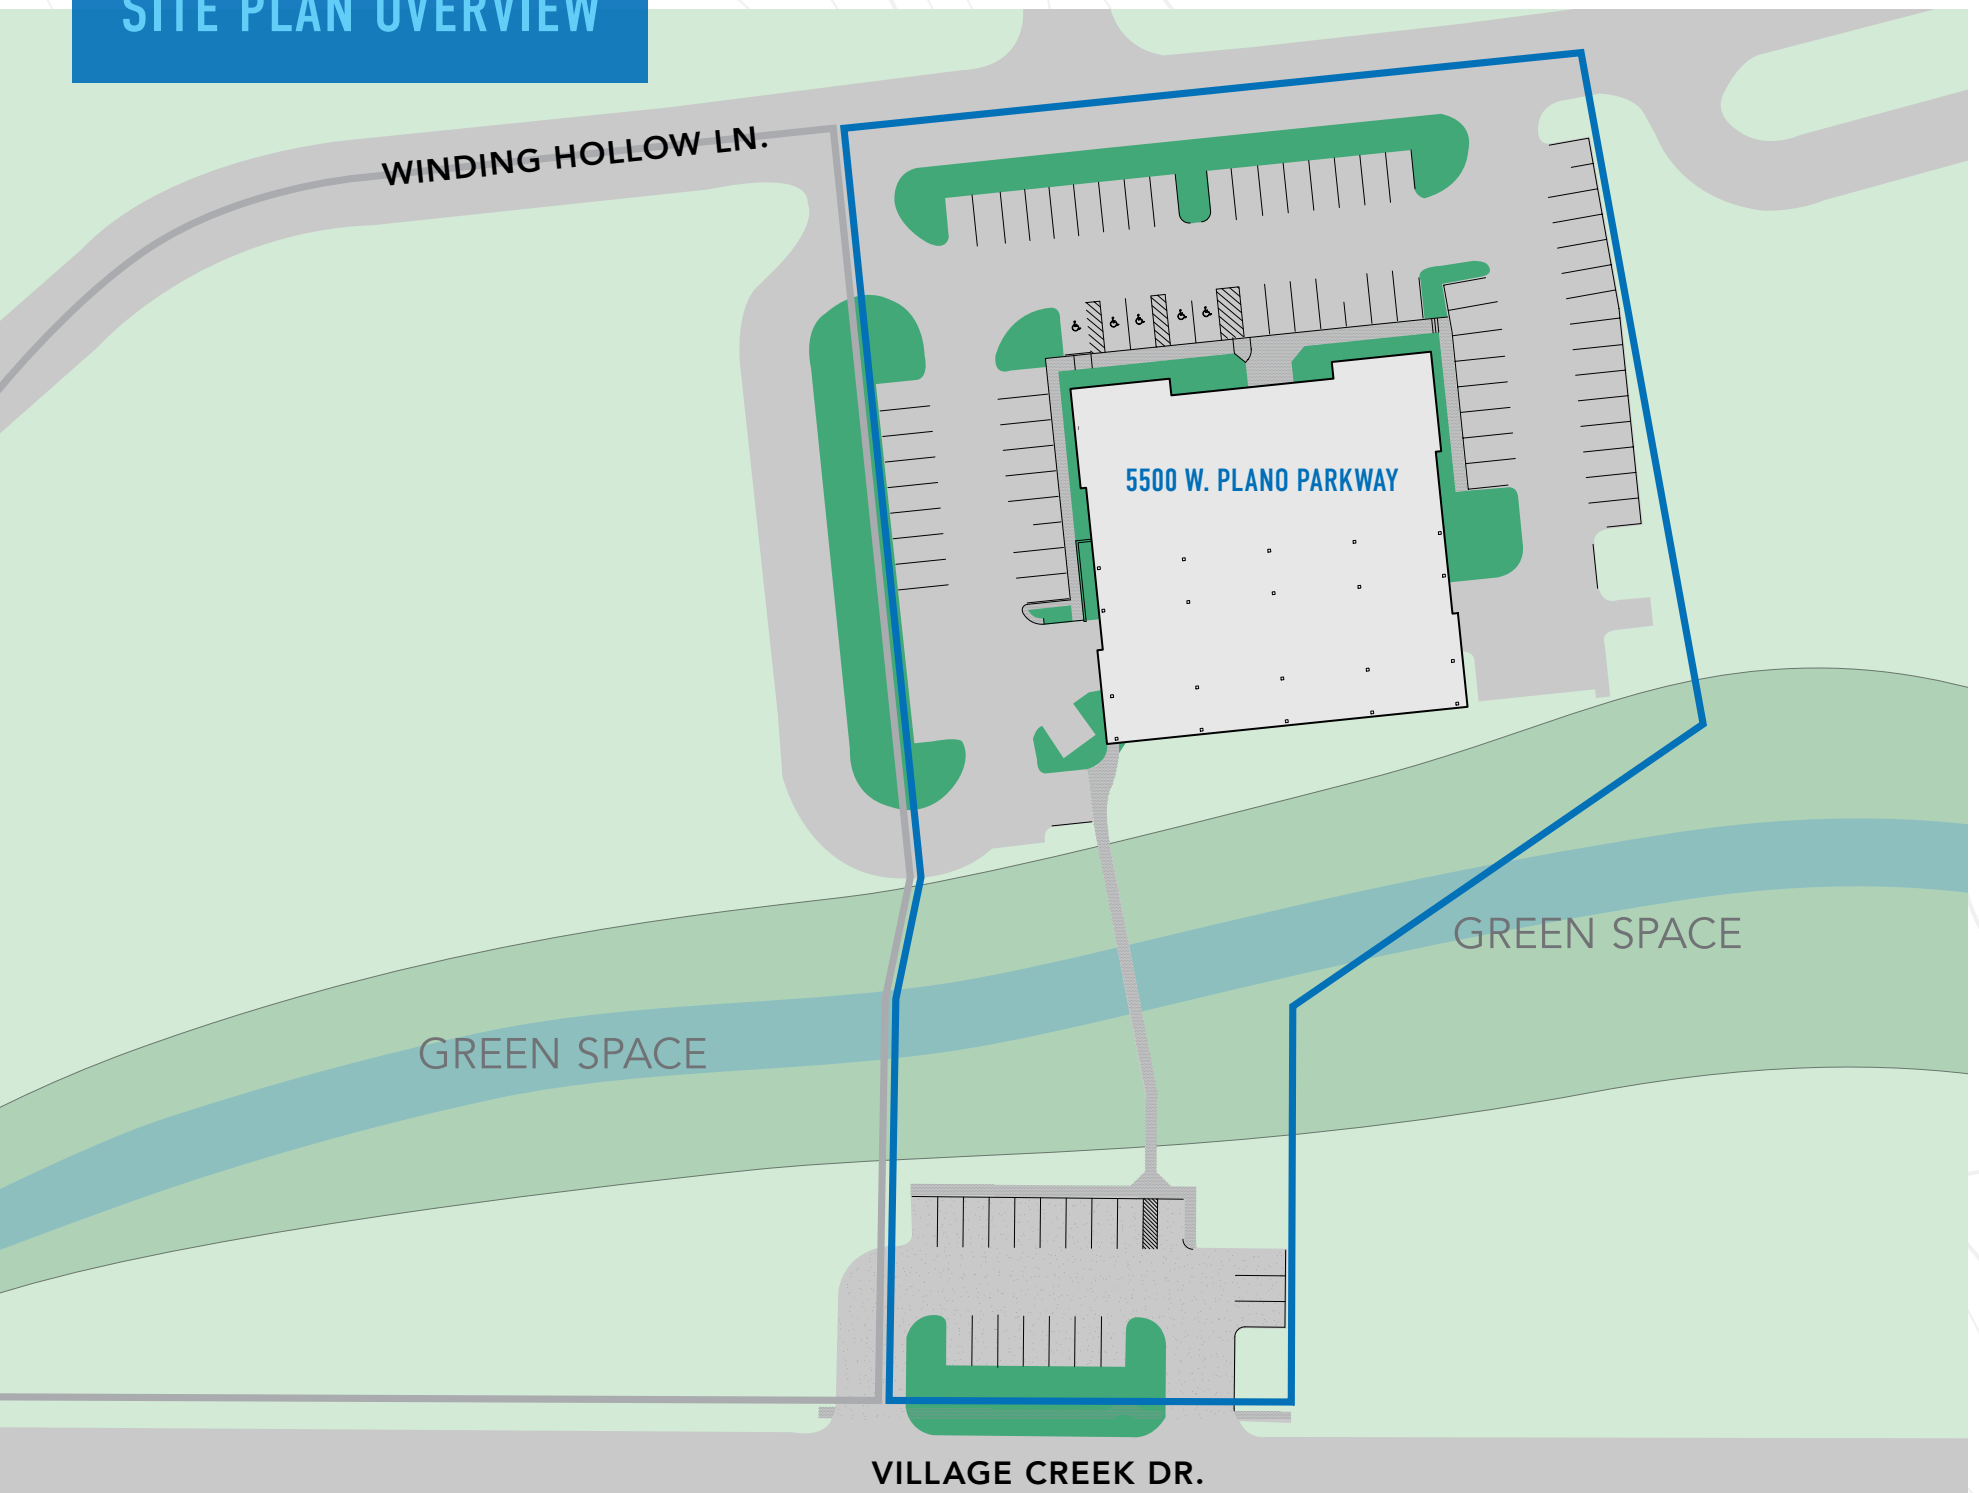 SITE PLAN OVERVIEW
WINDING HOLLOW LN.
5500 W. PLANO PARKWAY
GREEN SPACE
GREEN SPACE
VILLAGE CREEK DR.